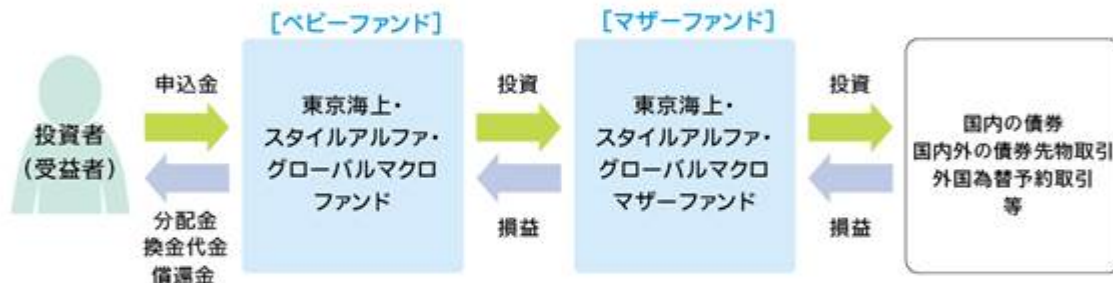 [ベビーファンド]
[マザーファンド]
投資者
(受益者)
申込金
分配金
換金代金
償還金
東京海上・
スタイルアルファ・
グローバルマクロ
ファンド
投資
損益
東京海上・
スタイルアルファ・
グローバルマクロ
マザーファンド
投資
損益
国内の債券
国内外の債券先物取引
外国為替予約取引
等